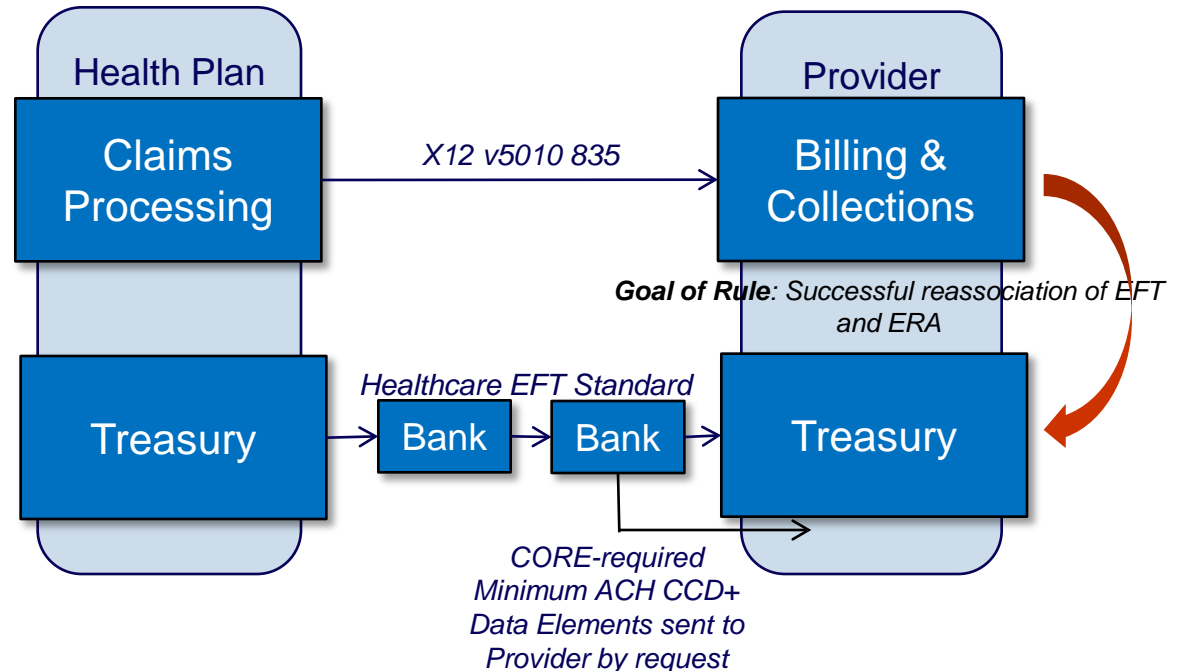 Health Plan
Provider
Claims
Processing
X12 v5010 835
Billing &
Collections
Goal of Rule: Successful reassociation of EFT
and ERA
Healthcare EFT Standard
Treasury
Bank
Bank
Treasury
CORE-required
Minimum ACH CCD+
Data Elements sent to
Provider by request